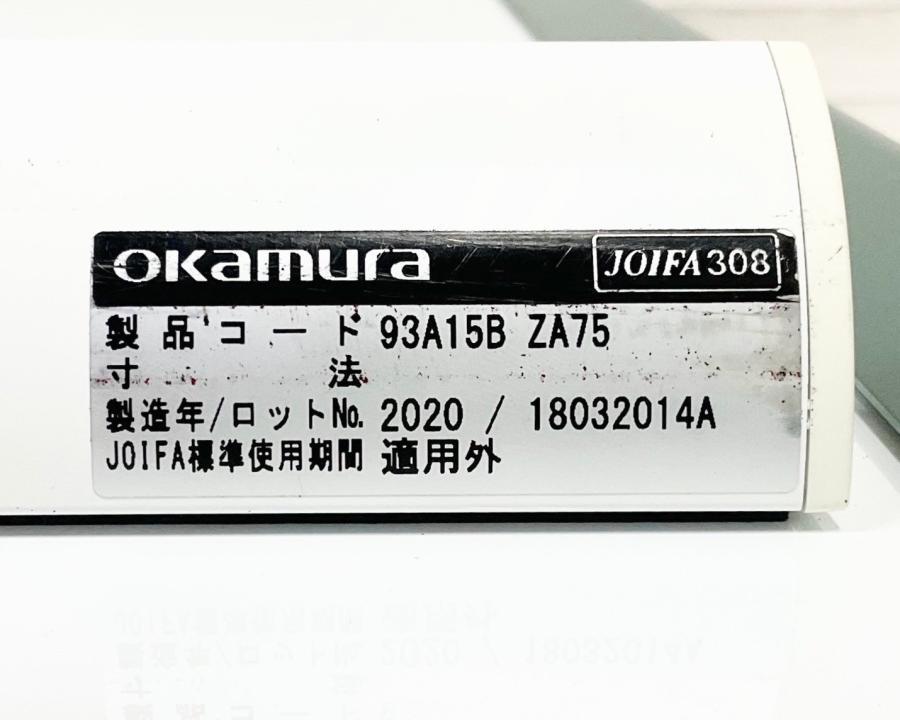 okamura JOIFA308
製品コード 93A15B ZA75
寸法
製造年/ロットNo. 2020 / 18032014A
JOIFA標準使用期間 適用外